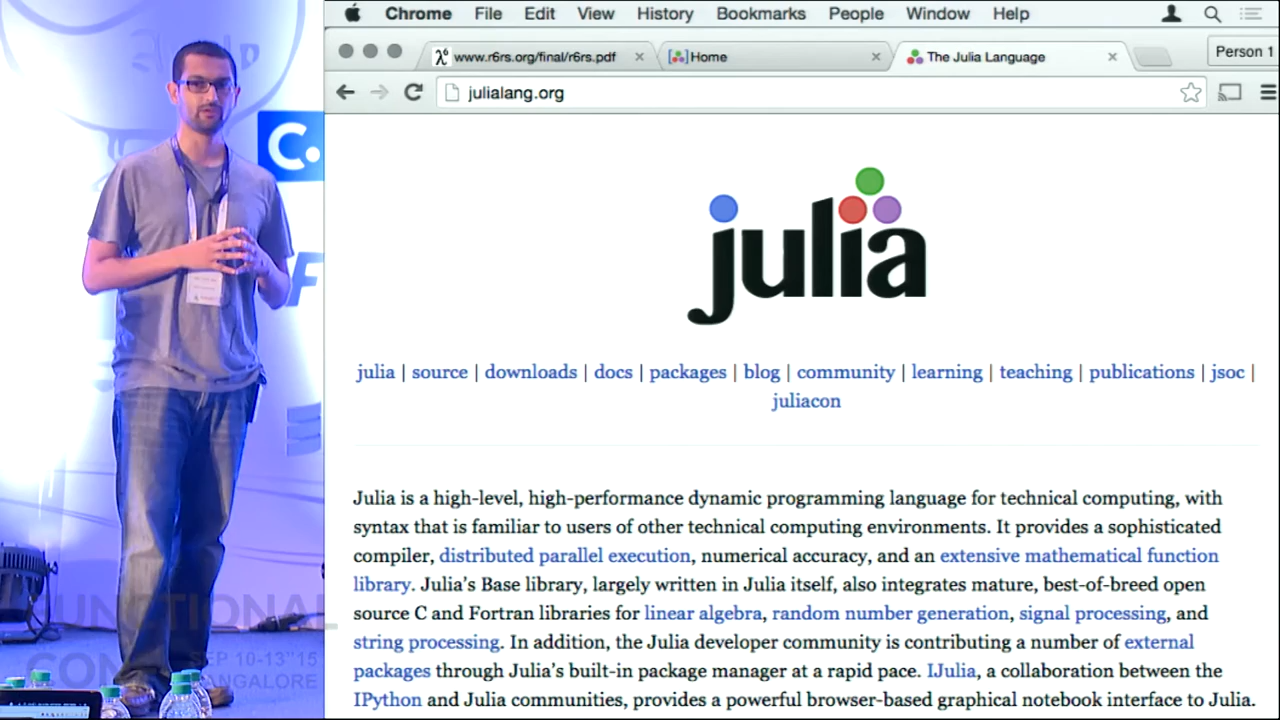 Chrome File Edit View History Bookmarks People Window Help
www.r6rs.org/final/r6rs.pdf Home The Julia Language Person 1
julialang.org
C.
julia
julia | source | downloads | docs | packages | blog | community | learning | teaching | publications | jsoc |
juliacon
F
Julia is a high-level, high-performance dynamic programming language for technical computing, with
syntax that is familiar to users of other technical computing environments. It provides a sophisticated
compiler, distributed parallel execution, numerical accuracy, and an extensive mathematical function
library. Julia's Base library, largely written in Julia itself, also integrates mature, best-of-breed open
source C and Fortran libraries for linear algebra, random number generation, signal processing, and
string processing. In addition, the Julia developer community is contributing a number of external
packages through Julia's built-in package manager at a rapid pace. IJulia, a collaboration between the
IPython and Julia communities, provides a powerful browser-based graphical notebook interface to Julia.
FUNCTIONAL
CON SEP 10-13"15
BANGALORE